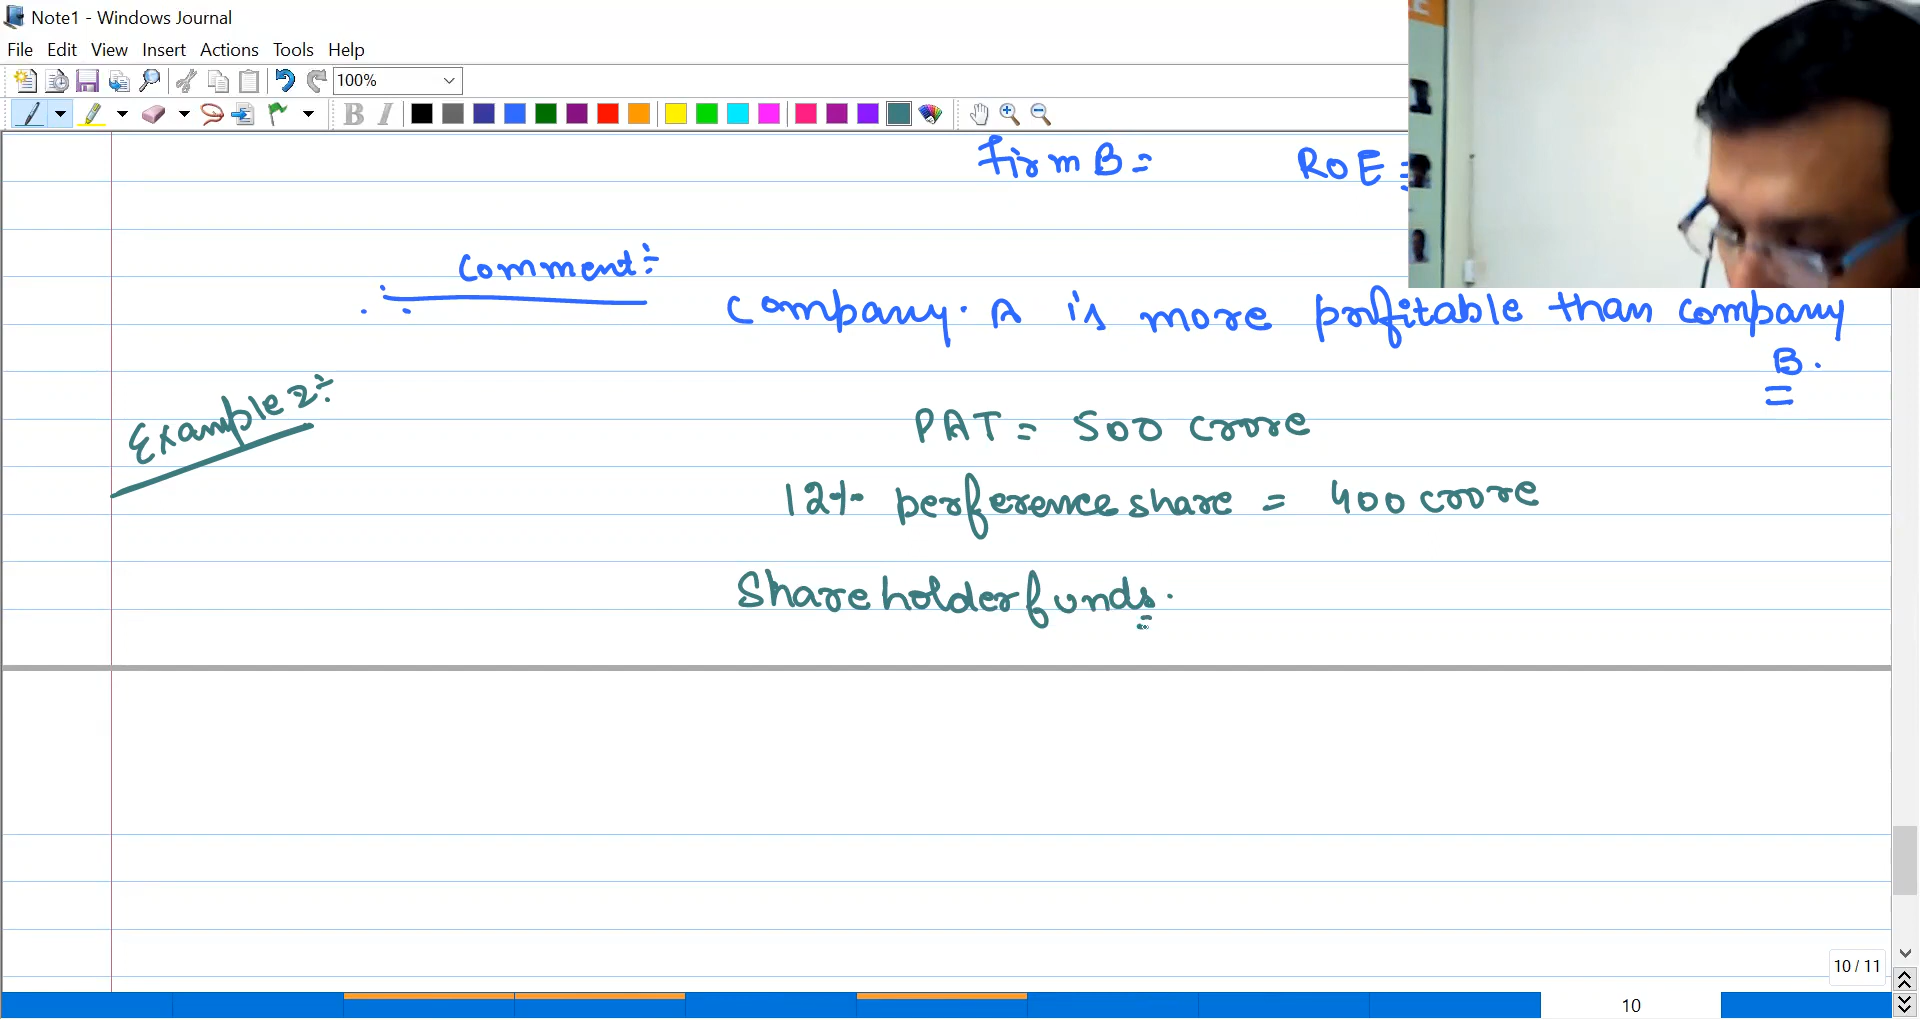 Note1 - Windows Journal
File Edit View Insert Actions Tools Help
100%
B I
Firm B = ROE =
Comment:-
Company. A is more profitable than company
B.
Example 2:-
PAT = 500 crore
12% perference share = 400 crore
Shareholder funds.
10 / 11
10